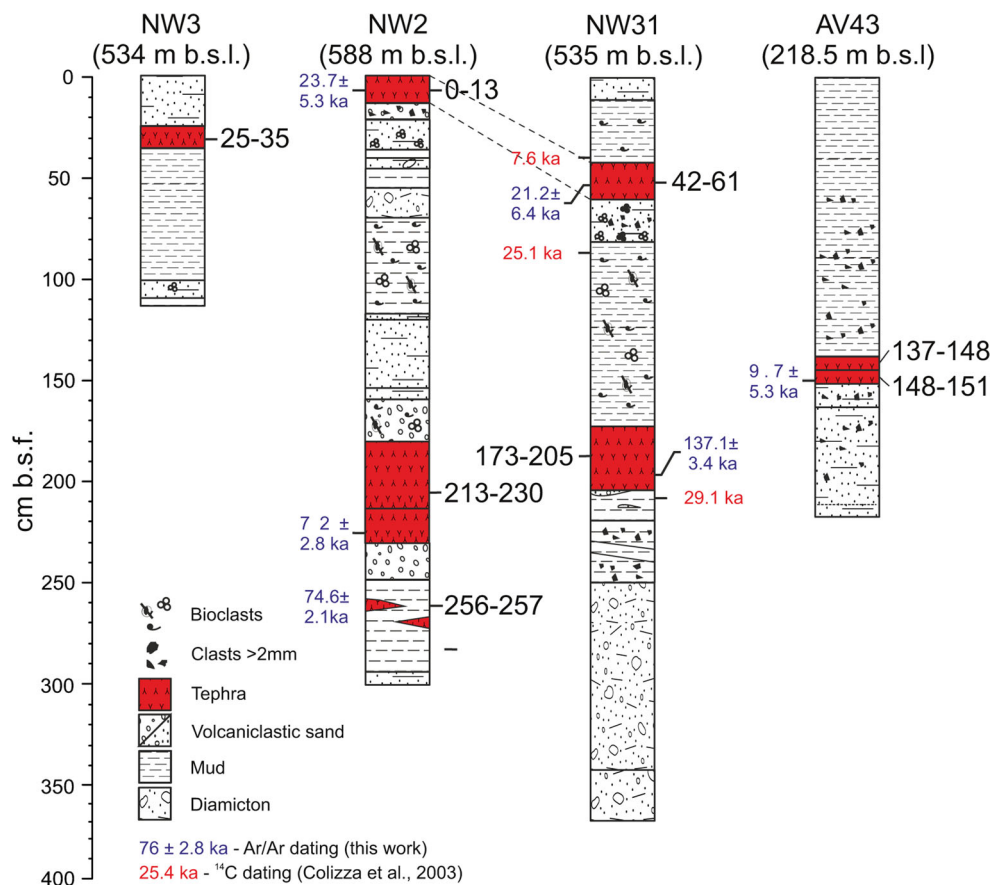 NW3
(534 m b.s.l.)
NW2
(588 m b.s.l.)
NW31
(535 m b.s.l.)
AV43
(218.5 m b.s.l)
cm b.s.f.
0
50
100
150
200
250
300
350
400
25-35
23.7±
5.3 ka
0-13
213-230
7 2 ±
2.8 ka
74.6±
2.1ka
256-257
7.6 ka
21.2±
6.4 ka
42-61
25.1 ka
173-205
137.1±
3.4 ka
29.1 ka
137-148
148-151
9 . 7 ±
5.3 ka
Bioclasts
Clasts >2mm
Tephra
Volcaniclastic sand
Mud
Diamicton
76 ± 2.8 ka - Ar/Ar dating (this work)
25.4 ka - ¹⁴C dating (Colizza et al., 2003)